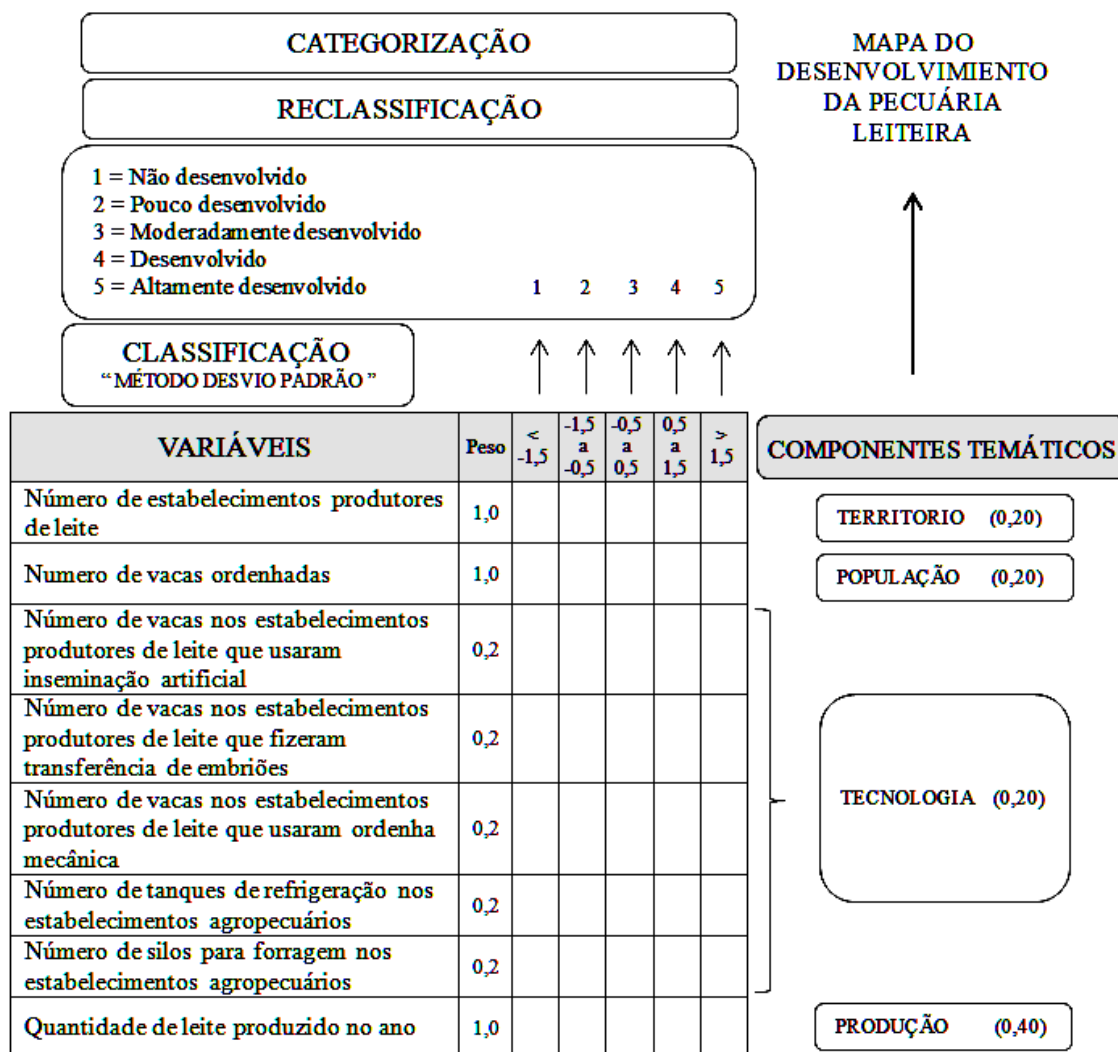 CATEGORIZAÇÃO
RECLASSIFICAÇÃO
1 = Não desenvolvido
2 = Pouco desenvolvido
3 = Moderadamente desenvolvido
4 = Desenvolvido
5 = Altamente desenvolvido
1 2 3 4 5
CLASSIFICAÇÃO
“MÉTODO DESVIO PADRÃO”
MAPA DO
DESENVOLVIMIENTO
DA PECUÁRIA
LEITEIRA
VARIÁVEIS
Peso
<
-1,5
-1,5
a
-0,5
-0,5
a
0,5
0,5
a
1,5
>
1,5
COMPONENTES TEMÁTICOS
Número de estabelecimentos produtores
de leite
1,0
TERRITORIO (0,20)
Numero de vacas ordenhadas
1,0
POPULAÇÃO (0,20)
Número de vacas nos estabelecimentos
produtores de leite que usaram
inseminação artificial
0,2
Número de vacas nos estabelecimentos
produtores de leite que fizeram
transferência de embriões
0,2
Número de vacas nos estabelecimentos
produtores de leite que usaram ordenha
mecânica
0,2
TECNOLOGIA (0,20)
Número de tanques de refrigeração nos
estabelecimentos agropecuários
0,2
Número de silos para forragem nos
estabelecimentos agropecuários
0,2
Quantidade de leite produzido no ano
1,0
PRODUÇÃO (0,40)